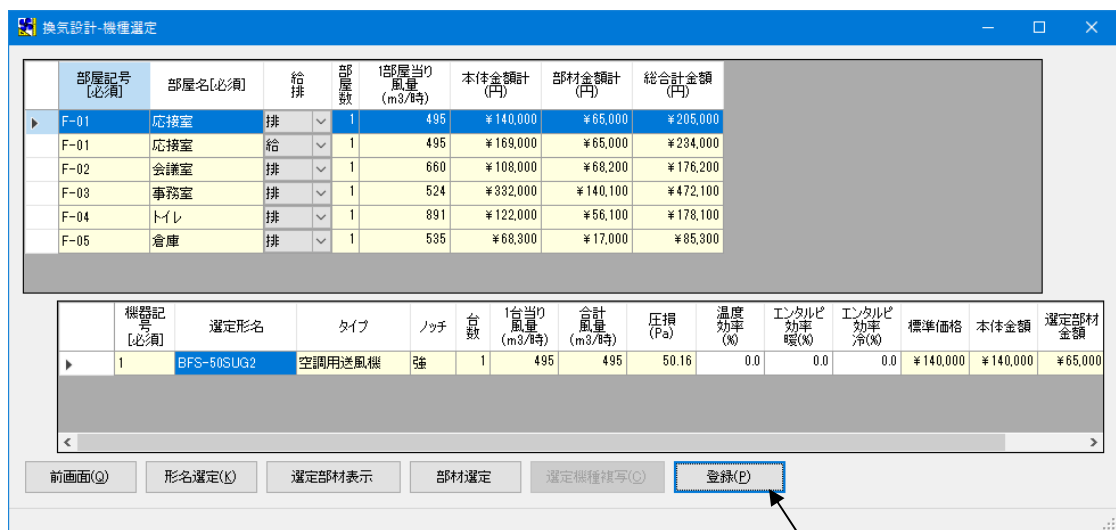 換気設計-機種選定
部屋記号[必須] 部屋名[必須] 給排 部屋数 1部屋当り風量(m3/時) 本体金額計(円) 部材金額計(円) 総合計金額(円)
F-01 応接室 排 1 495 ¥140,000 ¥65,000 ¥205,000
F-01 応接室 給 1 495 ¥169,000 ¥65,000 ¥234,000
F-02 会議室 排 1 660 ¥108,000 ¥68,200 ¥176,200
F-03 事務室 排 1 524 ¥332,000 ¥140,100 ¥472,100
F-04 トイレ 排 1 891 ¥122,000 ¥56,100 ¥178,100
F-05 倉庫 排 1 535 ¥68,300 ¥17,000 ¥85,300
機器記号[必須] 選定形名 タイプ ノッチ 台数 1台当り風量(m3/時) 合計風量(m3/時) 圧損(Pa) 温度効率(%) エンタルピ効率暖(%) エンタルピ効率冷(%) 標準価格 本体金額 選定部材金額
1 BFS-50SUG2 空調用送風機 強 1 495 495 50.16 0.0 0.0 0.0 ¥140,000 ¥140,000 ¥65,000
前画面(Q) 形名選定(K) 選定部材表示 部材選定 選定機種複写(C) 登録(P)